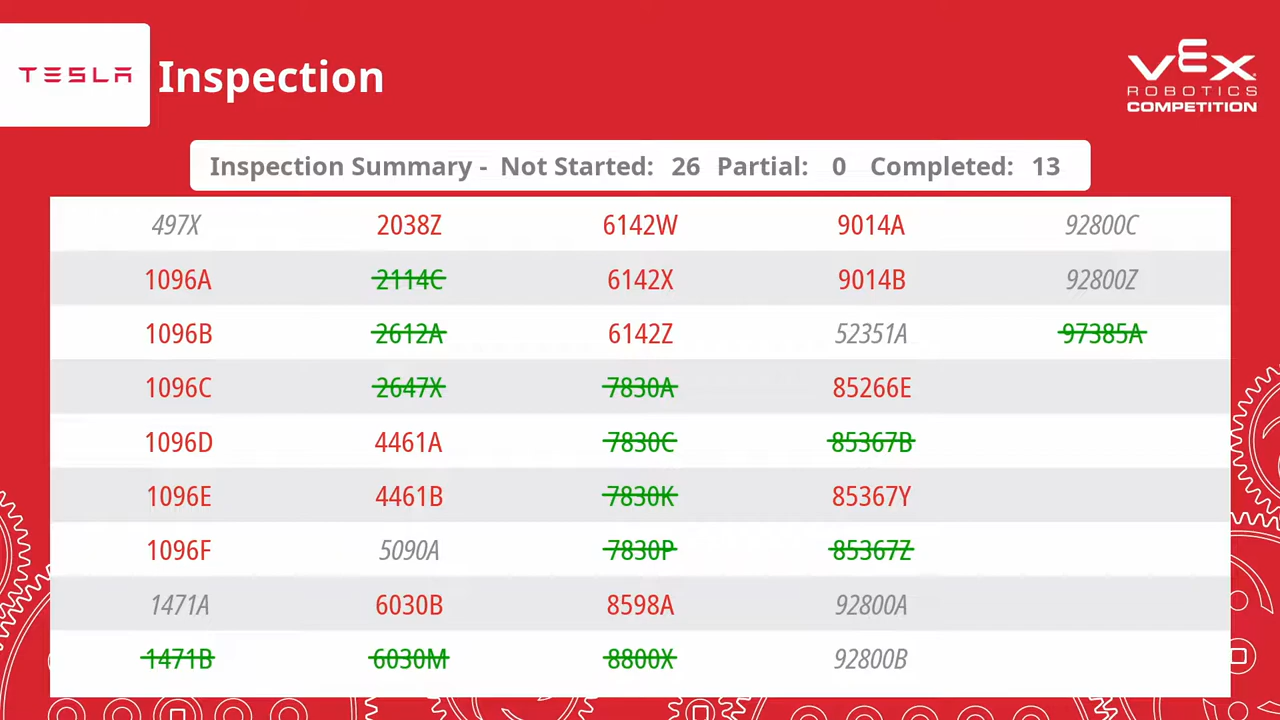 TESLA Inspection
VEX
ROBOTICS
COMPETITION
Inspection Summary - Not Started: 26 Partial: 0 Completed: 13
497X 2038Z 6142W 9014A 92800C
1096A 2114C 6142X 9014B 92800Z
1096B 2612A 6142Z 52351A 97385A
1096C 2647X 7830A 85266E
1096D 4461A 7830C 85367B
1096E 4461B 7830K 85367Y
1096F 5090A 7830P 85367Z
1471A 6030B 8598A 92800A
1471B 6030M 8800X 92800B